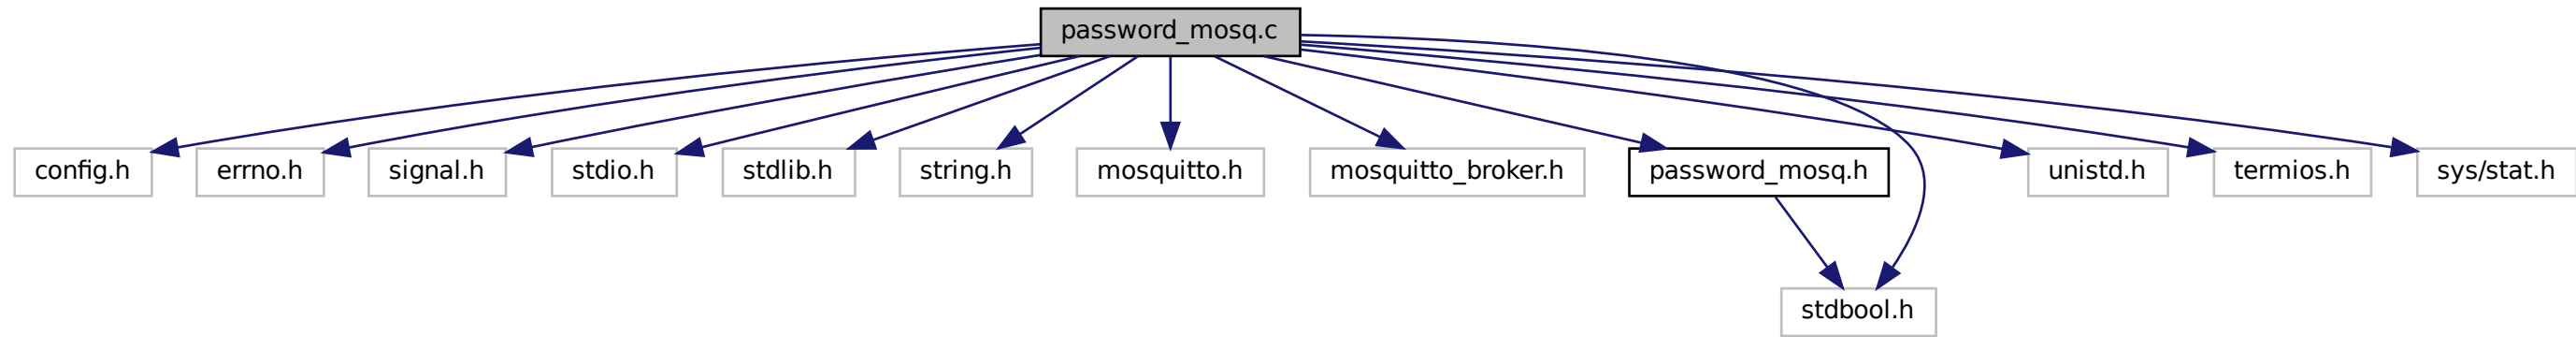 password_mosq.c
config.h
errno.h
signal.h
stdio.h
stdlib.h
string.h
mosquitto.h
mosquitto_broker.h
password_mosq.h
unistd.h
termios.h
sys/stat.h
stdbool.h